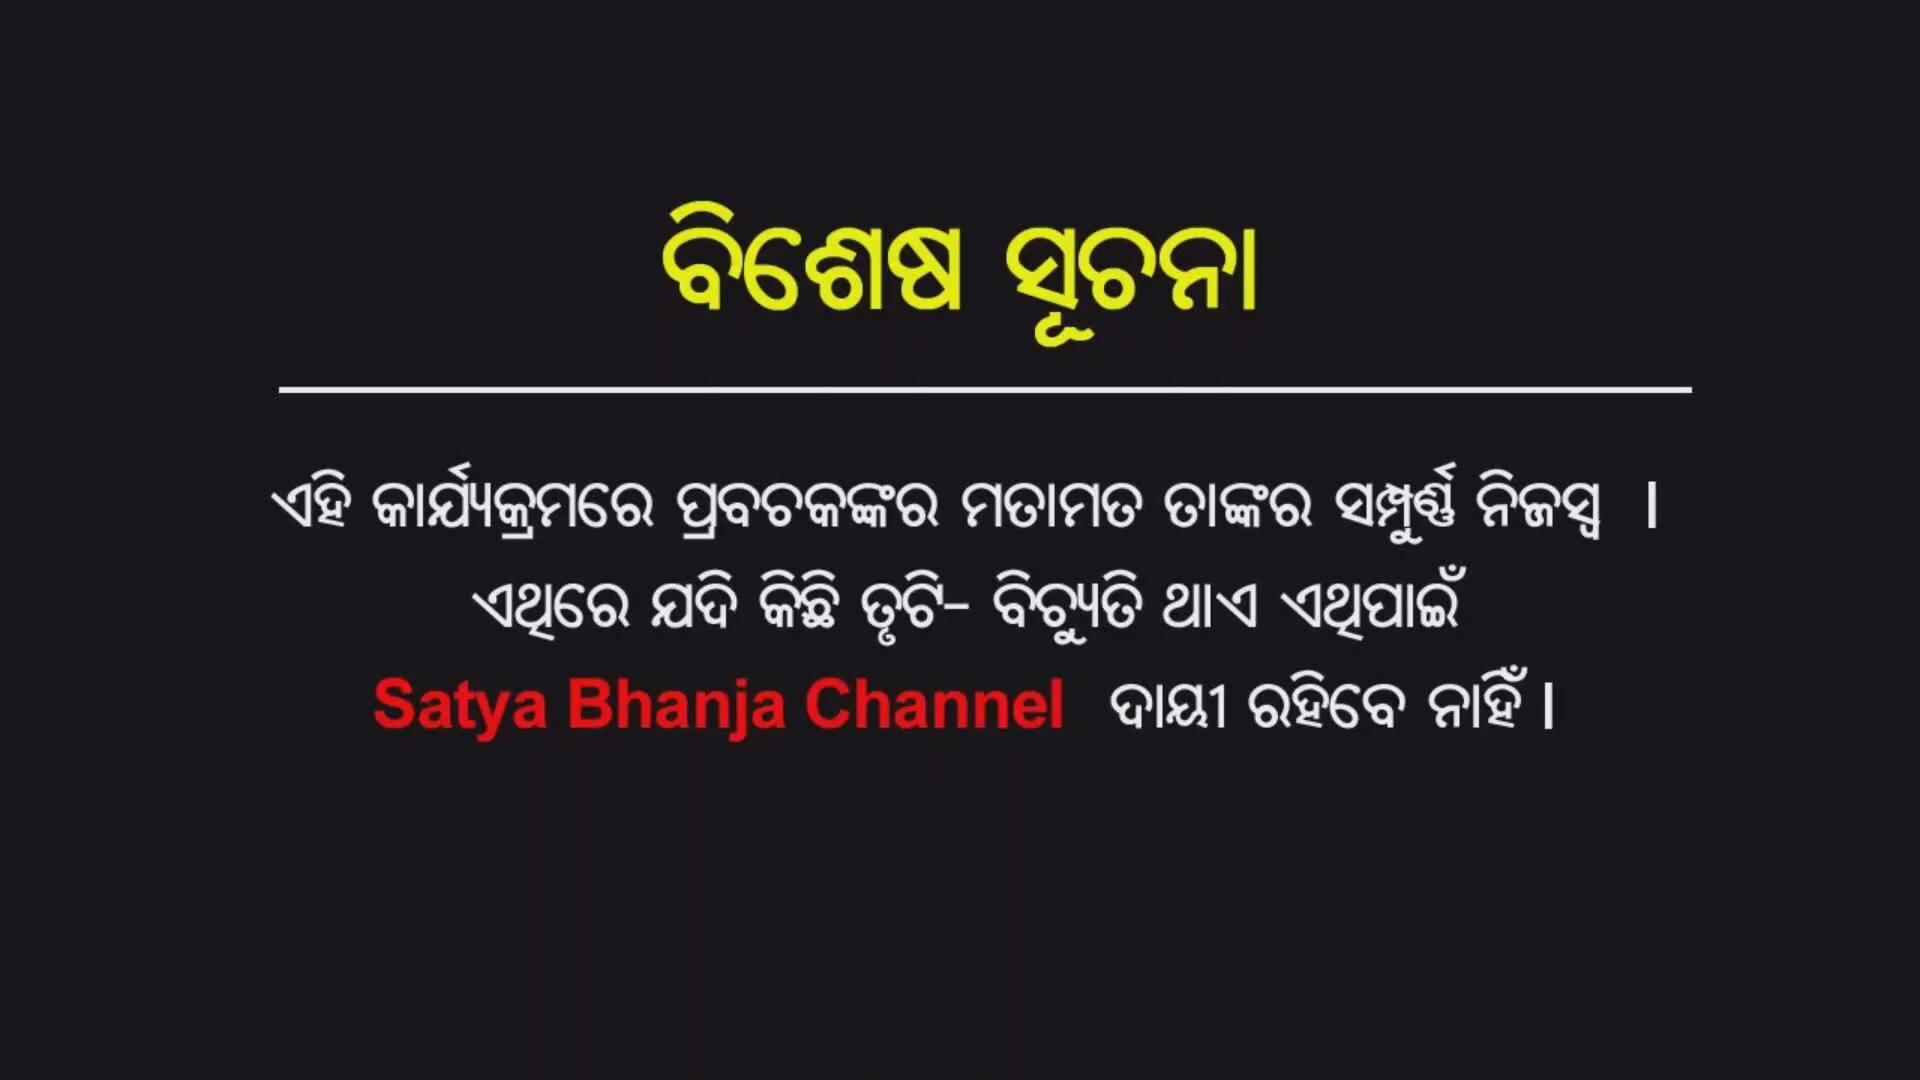 ବିଶେଷ ସୂଚନା
ଏହି କାର୍ଯ୍ୟକ୍ରମରେ ପ୍ରବଚକଙ୍କର ମତାମତ ତାଙ୍କର ସମ୍ପୁର୍ଣ୍ଣ ନିଜସ୍ୱ ।
ଏଥିରେ ଯଦି କିଛି ତୃଟି- ବିଚ୍ୟୁତି ଥାଏ ଏଥିପାଇଁ
Satya Bhanja Channel ଦାୟୀ ରହିବେ ନାହିଁ ।